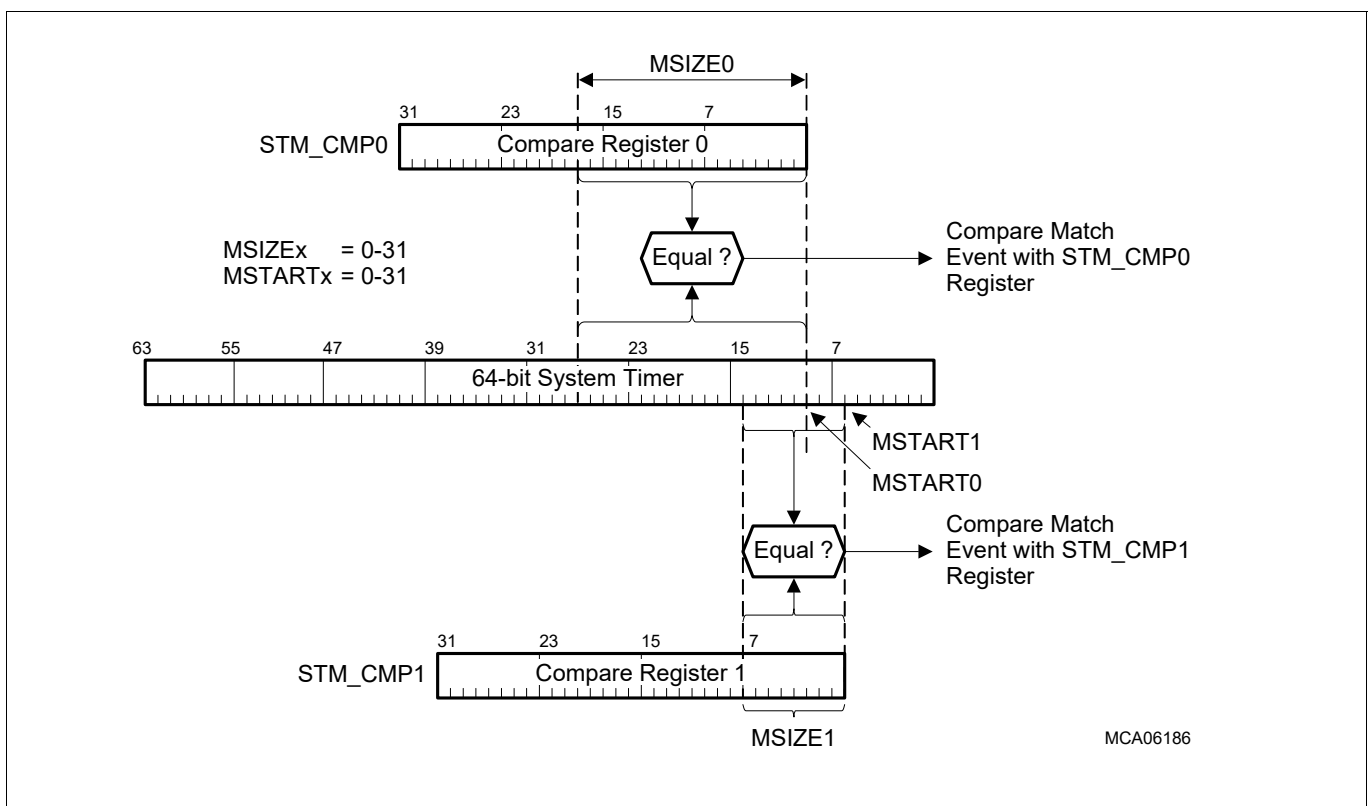 MSIZE0
31 23 15 7
STM_CMP0 Compare Register 0
MSIZEx = 0-31
MSTARTx = 0-31
Equal ?
Compare Match
Event with STM_CMP0
Register
63 55 47 39 31 23 15 7
64-bit System Timer
MSTART1
MSTART0
Equal ?
Compare Match
Event with STM_CMP1
Register
31 23 15 7
STM_CMP1 Compare Register 1
MSIZE1
MCA06186